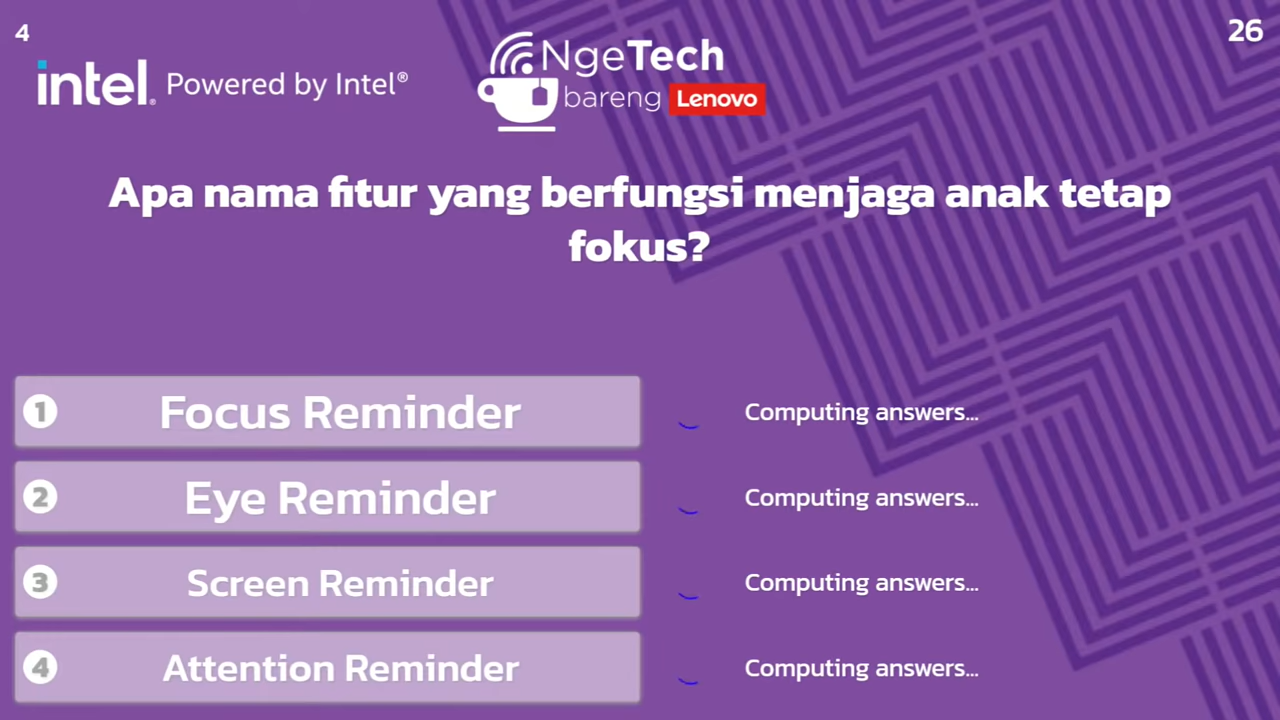 4
26
intel. Powered by Intel®
NgeTech
bareng Lenovo
Apa nama fitur yang berfungsi menjaga anak tetap
fokus?
1 Focus Reminder Computing answers...
2 Eye Reminder Computing answers...
3 Screen Reminder Computing answers...
4 Attention Reminder Computing answers...